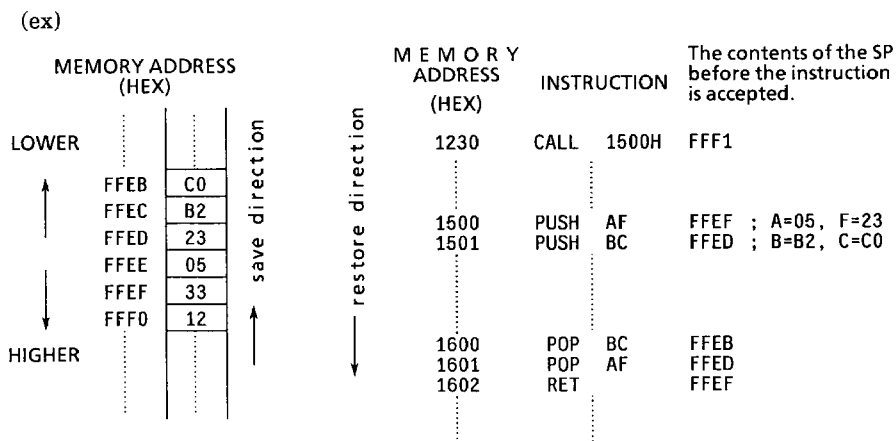 (ex)
MEMORY ADDRESS
(HEX)
LOWER
HIGHER
FFEB C0
FFEC B2
FFED 23
FFEE 05
FFEF 33
FFF0 12
save direction
restore direction
MEMORY
ADDRESS
(HEX)
INSTRUCTION
The contents of the SP
before the instruction
is accepted.
1230 CALL 1500H FFF1
1500 PUSH AF FFEF ; A=05, F=23
1501 PUSH BC FFED ; B=B2, C=C0
1600 POP BC FFEB
1601 POP AF FFED
1602 RET FFEF